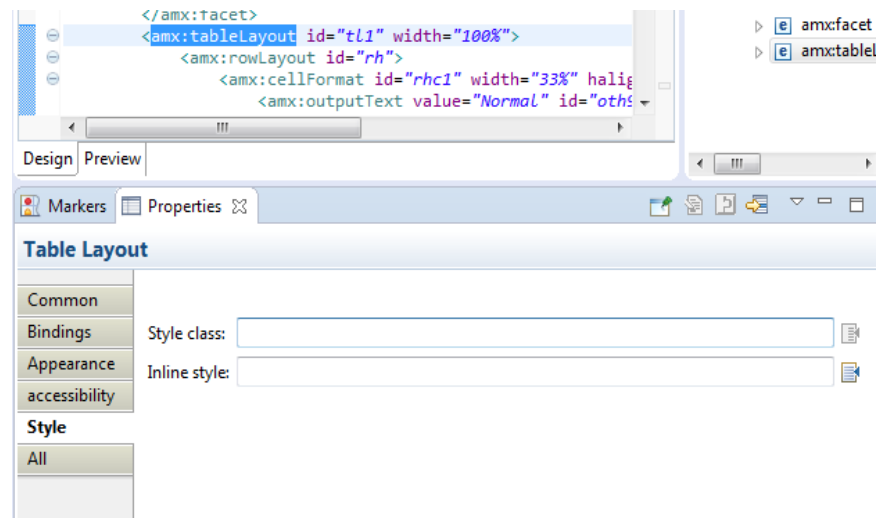 </amx:facet>
<amx:tableLayout id="tl1" width="100%">
<amx:rowLayout id="rh">
<amx:cellFormat id="rhc1" width="33%" halig
<amx:outputText value="Normal" id="oth9
amx:facet
amx:tableL
Design Preview
Markers Properties
Table Layout
Common
Bindings
Appearance
accessibility
Style
All
Style class:
Inline style: